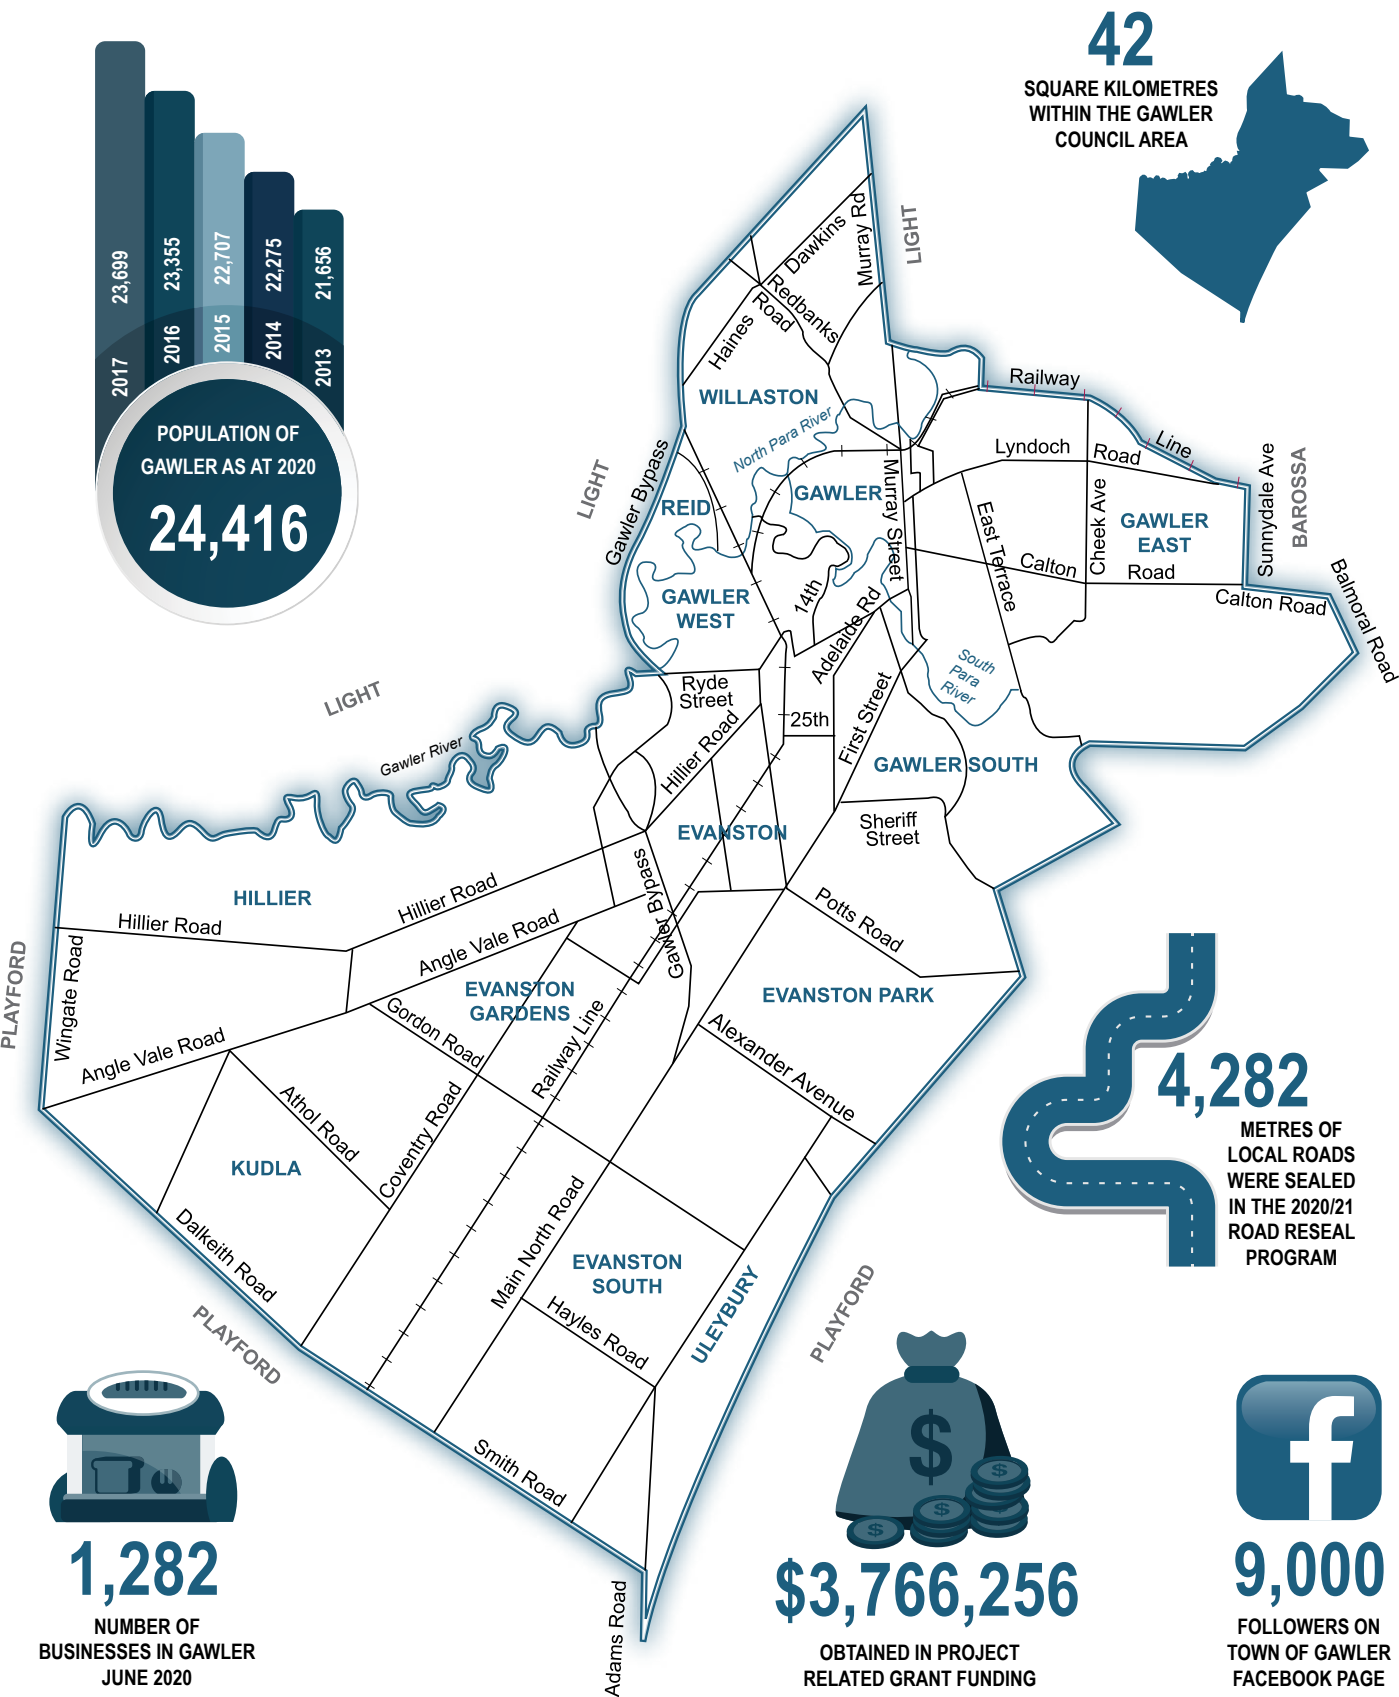 42
SQUARE KILOMETRES
WITHIN THE GAWLER
COUNCIL AREA
23,699
23,355
22,707
22,275
21,656
2017
2016
2015
2014
2013
POPULATION OF
GAWLER AS AT 2020
24,416
LIGHT
Dawkins
Road
Murray Rd
Redbanks
Road
Haines
WILLASTON
North Para River
Railway
Line
Lyndoch
Road
Sunnydale Ave
BAROSSA
LIGHT
Gawler Bypass
REID
GAWLER
Murray Street
East Terrace
Cheek Ave
GAWLER
EAST
Calton
Road
Calton Road
Balmoral Road
GAWLER
WEST
14th
Adelaide Rd
South
Para
River
LIGHT
Ryde
Street
25th
First Street
Gawler River
Hillier Road
GAWLER SOUTH
EVANSTON
Sheriff
Street
HILLIER
Hillier Road
Hillier Road
Gawler Bypass
Potts Road
PLAYFORD
Wingate Road
Angle Vale Road
EVANSTON
GARDENS
EVANSTON PARK
Gordon Road
Railway Line
Alexander Avenue
Angle Vale Road
Athol Road
Coventry Road
KUDLA
Dalkeith Road
Main North Road
EVANSTON
SOUTH
Hayles Road
ULEYBURY
PLAYFORD
PLAYFORD
Smith Road
Adams Road
4,282
METRES OF
LOCAL ROADS
WERE SEALED
IN THE 2020/21
ROAD RESEAL
PROGRAM
1,282
NUMBER OF
BUSINESSES IN GAWLER
JUNE 2020
$
$
$
$
$3,766,256
OBTAINED IN PROJECT
RELATED GRANT FUNDING
f
9,000
FOLLOWERS ON
TOWN OF GAWLER
FACEBOOK PAGE